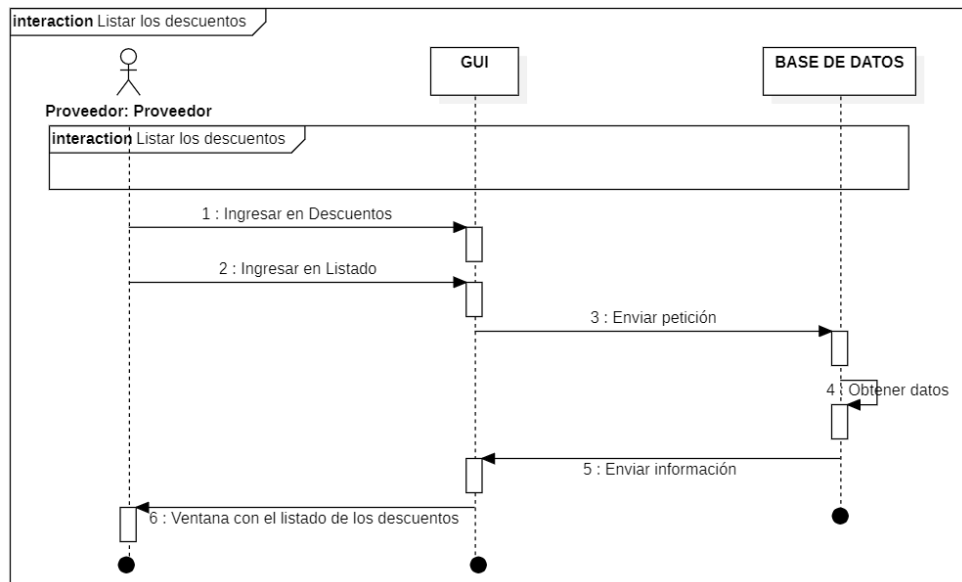 interaction Listar los descuentos
GUI
BASE DE DATOS
Proveedor: Proveedor
interaction Listar los descuentos
1 : Ingresar en Descuentos
2 : Ingresar en Listado
3 : Enviar petición
4 : Obtener datos
5 : Enviar información
6 : Ventana con el listado de los descuentos